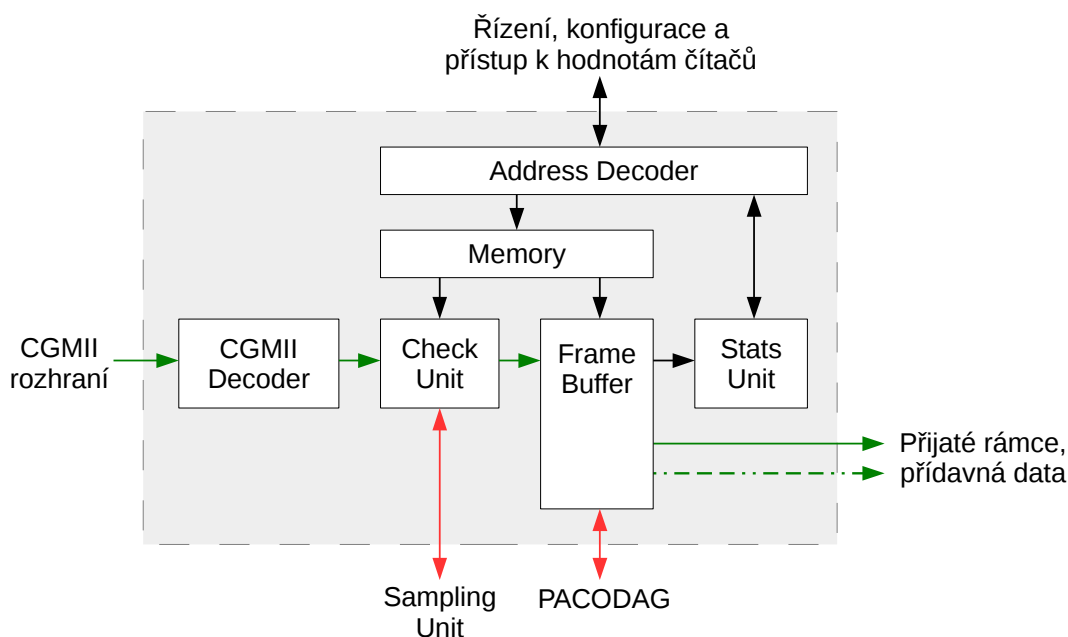 Řízení, konfigurace a
přístup k hodnotám čítačů
Address Decoder
Memory
CGMII
rozhraní
CGMII
Decoder
Check
Unit
Frame
Buffer
Stats
Unit
Přijaté rámce,
přídavná data
Sampling
Unit
PACODAG